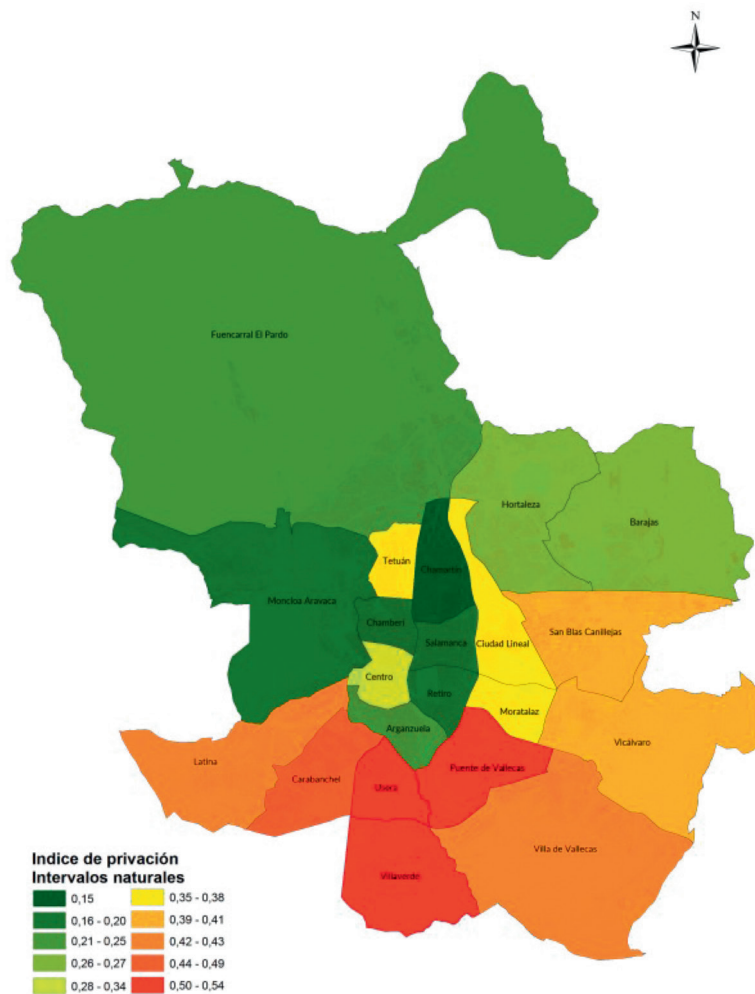 N
Fuencarral El Pardo
Hortaleza
Barajas
Tetuán
Chamartín
Moncloa Aravaca
Chamberí
San Blas Canillejas
Salamanca
Ciudad Lineal
Centro
Retiro
Moratalaz
Arganzuela
Vicálvaro
Latina
Puente de Vallecas
Carabanchel
Usera
Villa de Vallecas
Villaverde
Indice de privación
Intervalos naturales
0,15
0,16 - 0,20
0,21 - 0,25
0,26 - 0,27
0,28 - 0,34
0,35 - 0,38
0,39 - 0,41
0,42 - 0,43
0,44 - 0,49
0,50 - 0,54